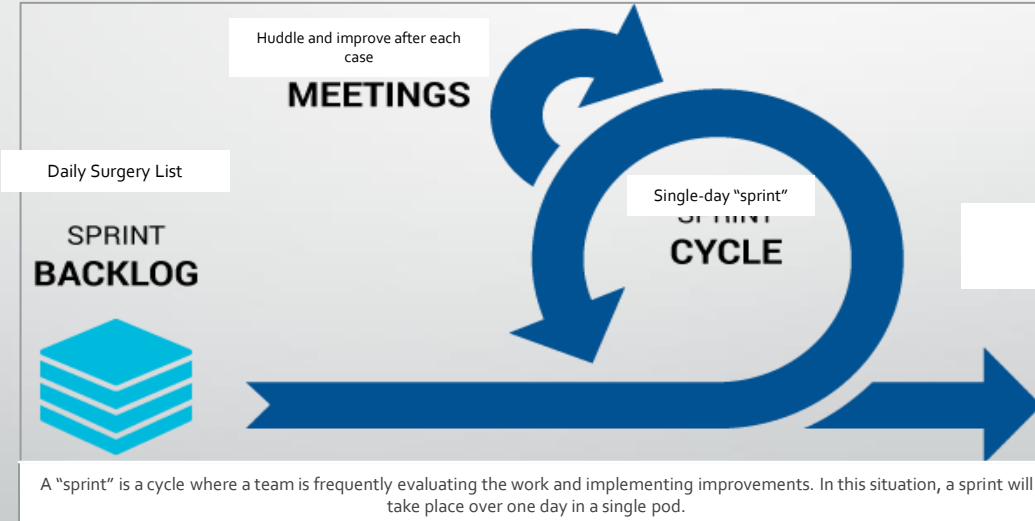 Huddle and improve after each
case
MEETINGS
Daily Surgery List
Single-day “sprint”
SPRINT
CYCLE
SPRINT
BACKLOG
A “sprint” is a cycle where a team is frequently evaluating the work and implementing improvements. In this situation, a sprint will
take place over one day in a single pod.